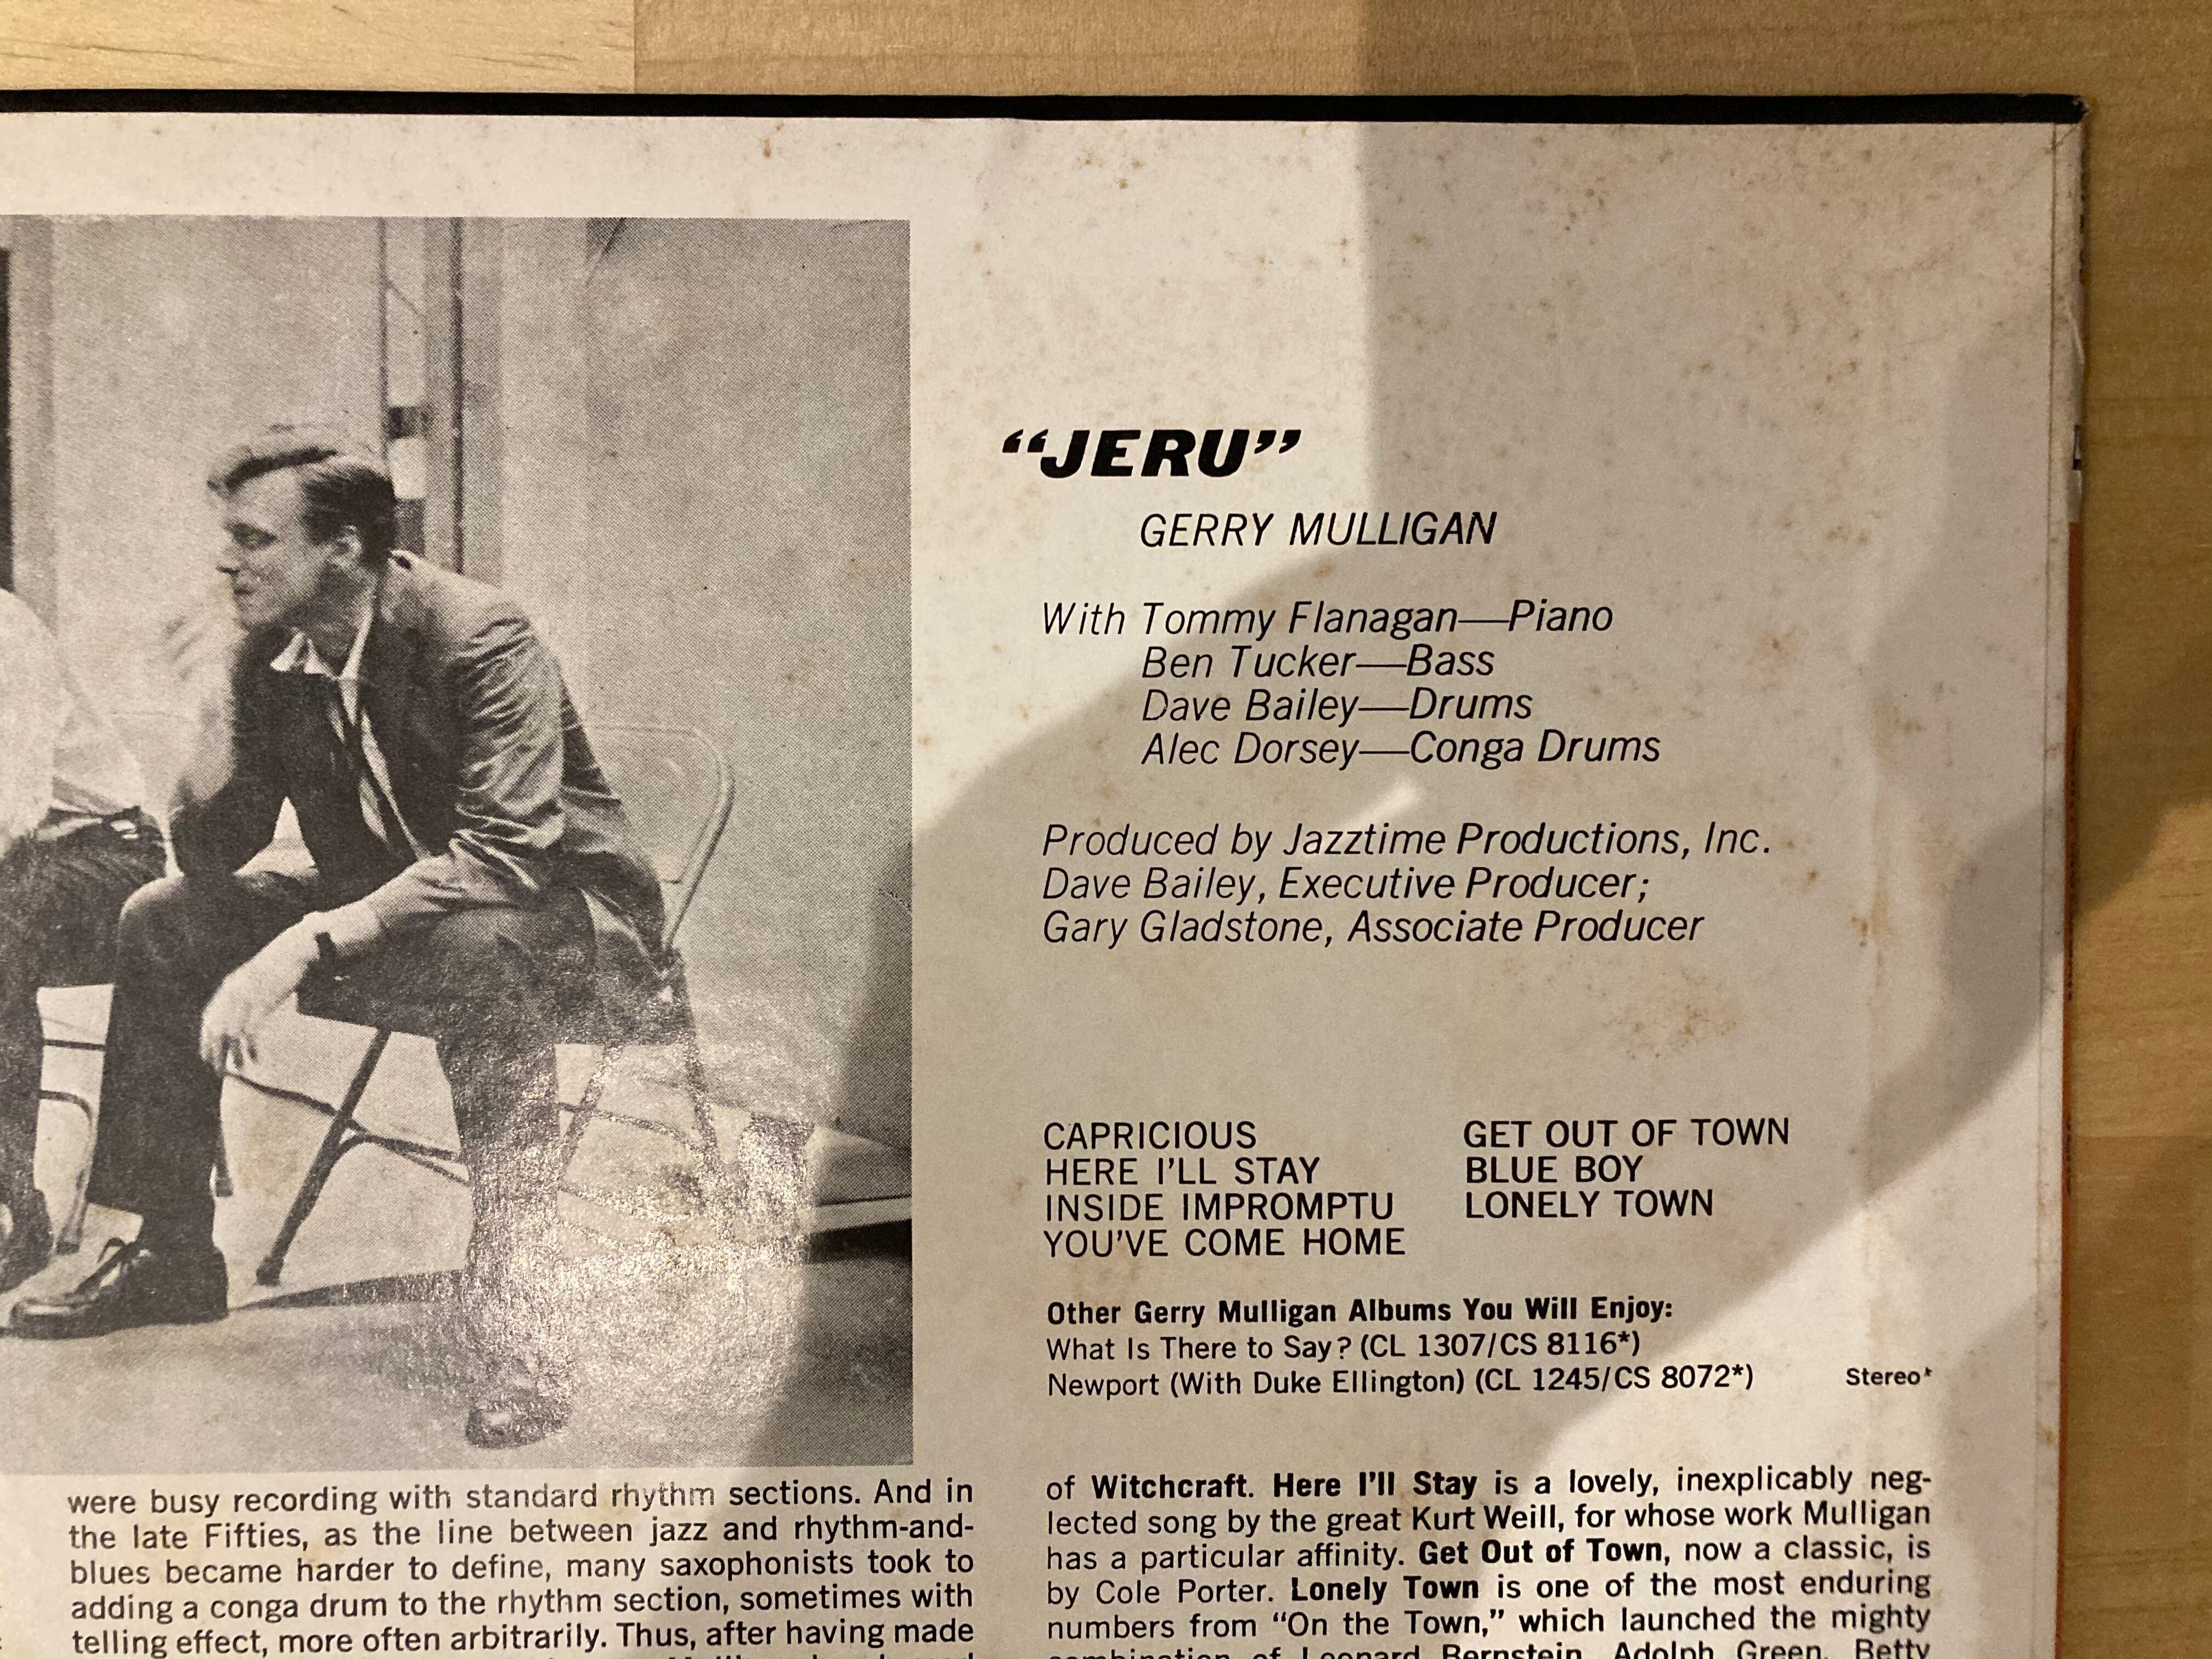 “JERU”
GERRY MULLIGAN
With Tommy Flanagan—Piano
Ben Tucker—Bass
Dave Bailey—Drums
Alec Dorsey—Conga Drums
Produced by Jazztime Productions, Inc.
Dave Bailey, Executive Producer;
Gary Gladstone, Associate Producer
CAPRICIOUS
HERE I'LL STAY
INSIDE IMPROMPTU
YOU'VE COME HOME
GET OUT OF TOWN
BLUE BOY
LONELY TOWN
Other Gerry Mulligan Albums You Will Enjoy:
What Is There to Say? (CL 1307/CS 8116*)
Newport (With Duke Ellington) (CL 1245/CS 8072*)
Stereo*
were busy recording with standard rhythm sections. And in
the late Fifties, as the line between jazz and rhythm-and-
blues became harder to define, many saxophonists took to
adding a conga drum to the rhythm section, sometimes with
telling effect, more often arbitrarily. Thus, after having made
of Witchcraft. Here I'll Stay is a lovely, inexplicably neg-
lected song by the great Kurt Weill, for whose work Mulligan
has a particular affinity. Get Out of Town, now a classic, is
by Cole Porter. Lonely Town is one of the most enduring
numbers from “On the Town,” which launched the mighty
combination of Leonard Bernstein, Adolph Green, Betty